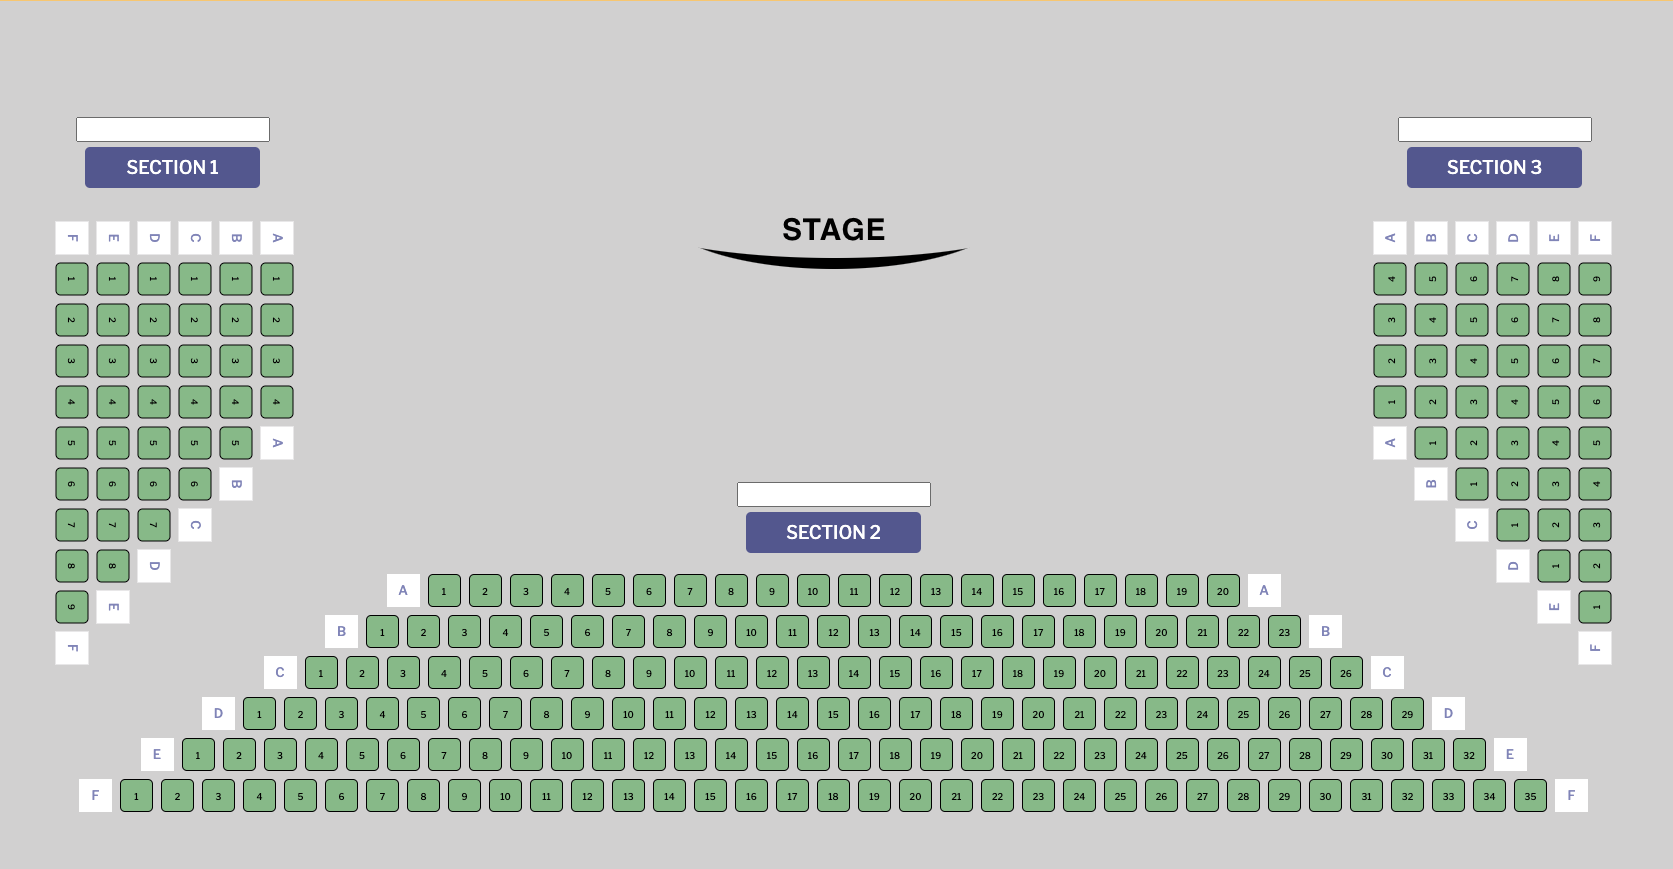 SECTION 1
SECTION 3
STAGE
F E D C B A
1 1 1 1 1 1
2 2 2 2 2 2
3 3 3 3 3 3
4 4 4 4 4 4
5 5 5 5 5 A
6 6 6 6 B
7 7 7 C
8 8 D
9 E
F
A B C D E F
4 5 6 7 8 9
3 4 5 6 7 8
2 3 4 5 6 7
1 2 3 4 5 6
A 1 2 3 4 5
B 1 2 3 4
C 1 2 3
D 1 2
E 1
F
SECTION 2
A 1 2 3 4 5 6 7 8 9 10 11 12 13 14 15 16 17 18 19 20 A
B 1 2 3 4 5 6 7 8 9 10 11 12 13 14 15 16 17 18 19 20 21 22 23 B
C 1 2 3 4 5 6 7 8 9 10 11 12 13 14 15 16 17 18 19 20 21 22 23 24 25 26 C
D 1 2 3 4 5 6 7 8 9 10 11 12 13 14 15 16 17 18 19 20 21 22 23 24 25 26 27 28 29 D
E 1 2 3 4 5 6 7 8 9 10 11 12 13 14 15 16 17 18 19 20 21 22 23 24 25 26 27 28 29 30 31 32 E
F 1 2 3 4 5 6 7 8 9 10 11 12 13 14 15 16 17 18 19 20 21 22 23 24 25 26 27 28 29 30 31 32 33 34 35 F